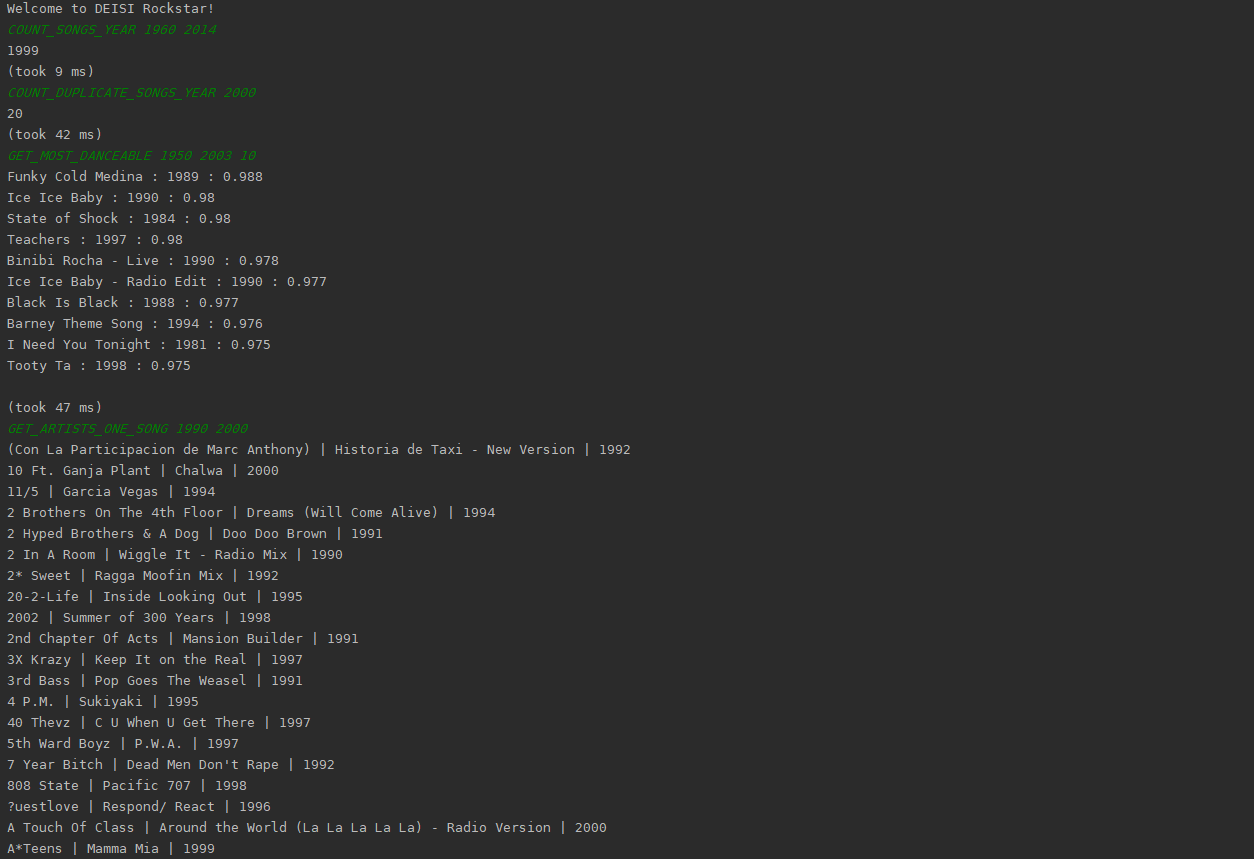 Welcome to DEISI Rockstar!
COUNT_SONGS_YEAR 1960 2014
1999
(took 9 ms)
COUNT_DUPLICATE_SONGS_YEAR 2000
20
(took 42 ms)
GET_MOST_DANCEABLE 1950 2003 10
Funky Cold Medina : 1989 : 0.988
Ice Ice Baby : 1990 : 0.98
State of Shock : 1984 : 0.98
Teachers : 1997 : 0.98
Binibi Rocha - Live : 1990 : 0.978
Ice Ice Baby - Radio Edit : 1990 : 0.977
Black Is Black : 1988 : 0.977
Barney Theme Song : 1994 : 0.976
I Need You Tonight : 1981 : 0.975
Tooty Ta : 1998 : 0.975
(took 47 ms)
GET_ARTISTS_ONE_SONG 1990 2000
(Con La Participacion de Marc Anthony) | Historia de Taxi - New Version | 1992
10 Ft. Ganja Plant | Chalwa | 2000
11/5 | Garcia Vegas | 1994
2 Brothers On The 4th Floor | Dreams (Will Come Alive) | 1994
2 Hyped Brothers & A Dog | Doo Doo Brown | 1991
2 In A Room | Wiggle It - Radio Mix | 1990
2* Sweet | Ragga Moofin Mix | 1992
20-2-Life | Inside Looking Out | 1995
2002 | Summer of 300 Years | 1998
2nd Chapter Of Acts | Mansion Builder | 1991
3X Krazy | Keep It on the Real | 1997
3rd Bass | Pop Goes The Weasel | 1991
4 P.M. | Sukiyaki | 1995
40 Thevz | C U When U Get There | 1997
5th Ward Boyz | P.W.A. | 1997
7 Year Bitch | Dead Men Don't Rape | 1992
808 State | Pacific 707 | 1998
?uestlove | Respond/ React | 1996
A Touch Of Class | Around the World (La La La La La) - Radio Version | 2000
A*Teens | Mamma Mia | 1999